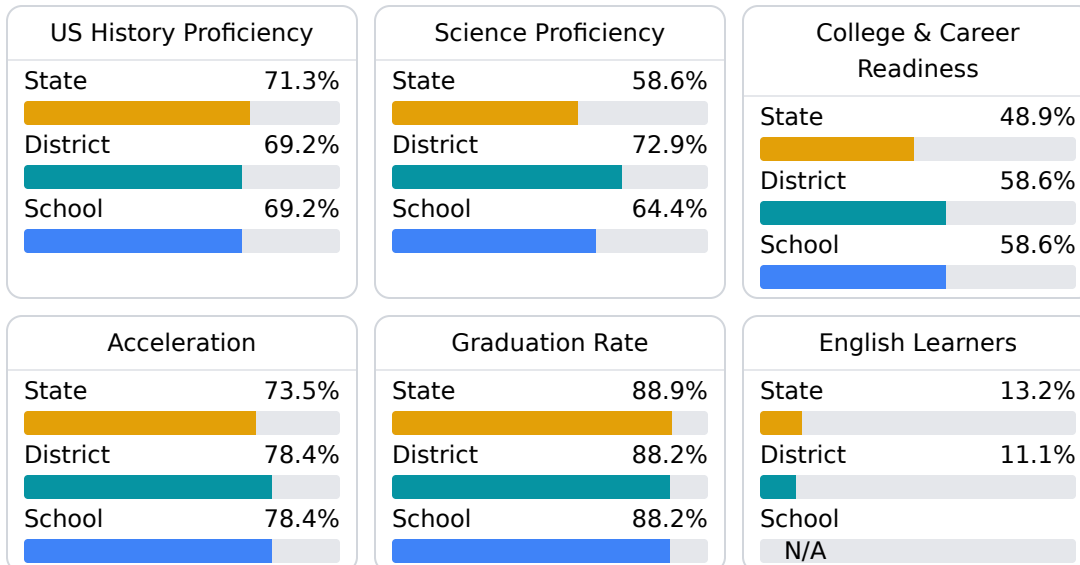 US History Proficiency
State 71.3%
District 69.2%
School 69.2%
Science Proficiency
State 58.6%
District 72.9%
School 64.4%
College & Career
Readiness
State 48.9%
District 58.6%
School 58.6%
Acceleration
State 73.5%
District 78.4%
School 78.4%
Graduation Rate
State 88.9%
District 88.2%
School 88.2%
English Learners
State 13.2%
District 11.1%
School
N/A